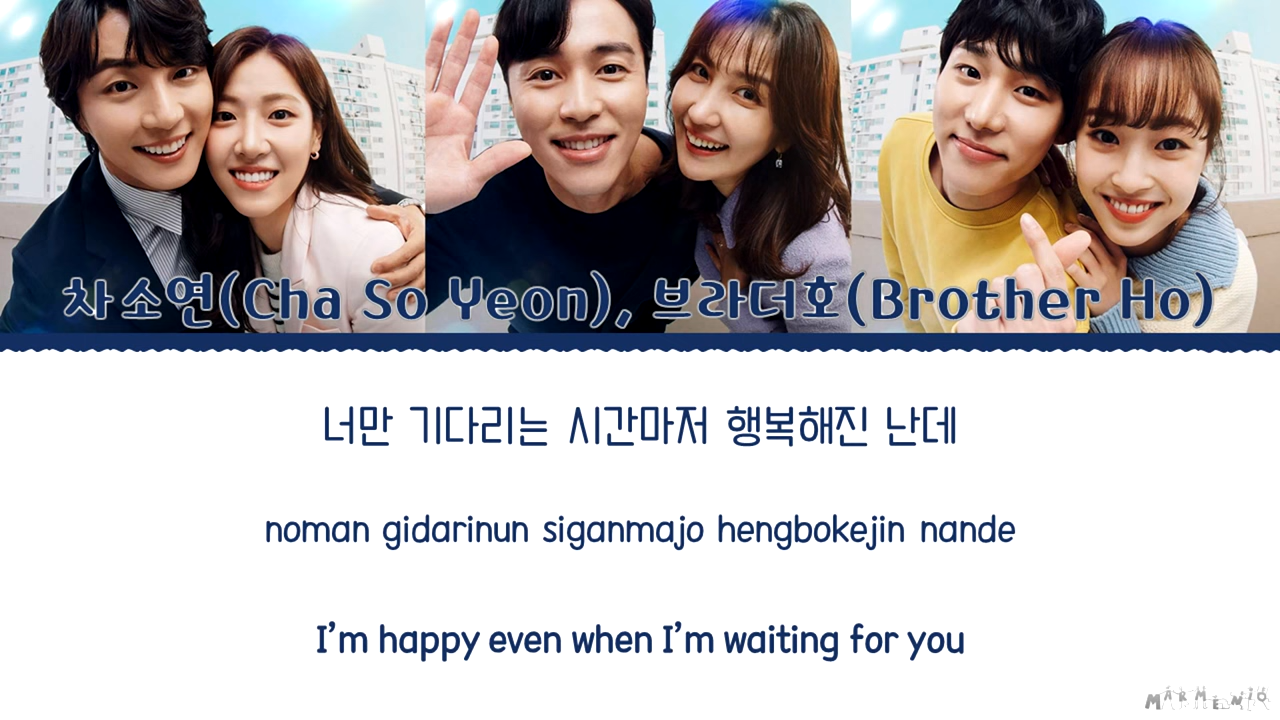 차소연(Cha So Yeon), 브라더호(Brother Ho)
너만 기다리는 시간마저 행복해진 난데
noman gidarinun siganmajo hengbokejin nande
I'm happy even when I'm waiting for you